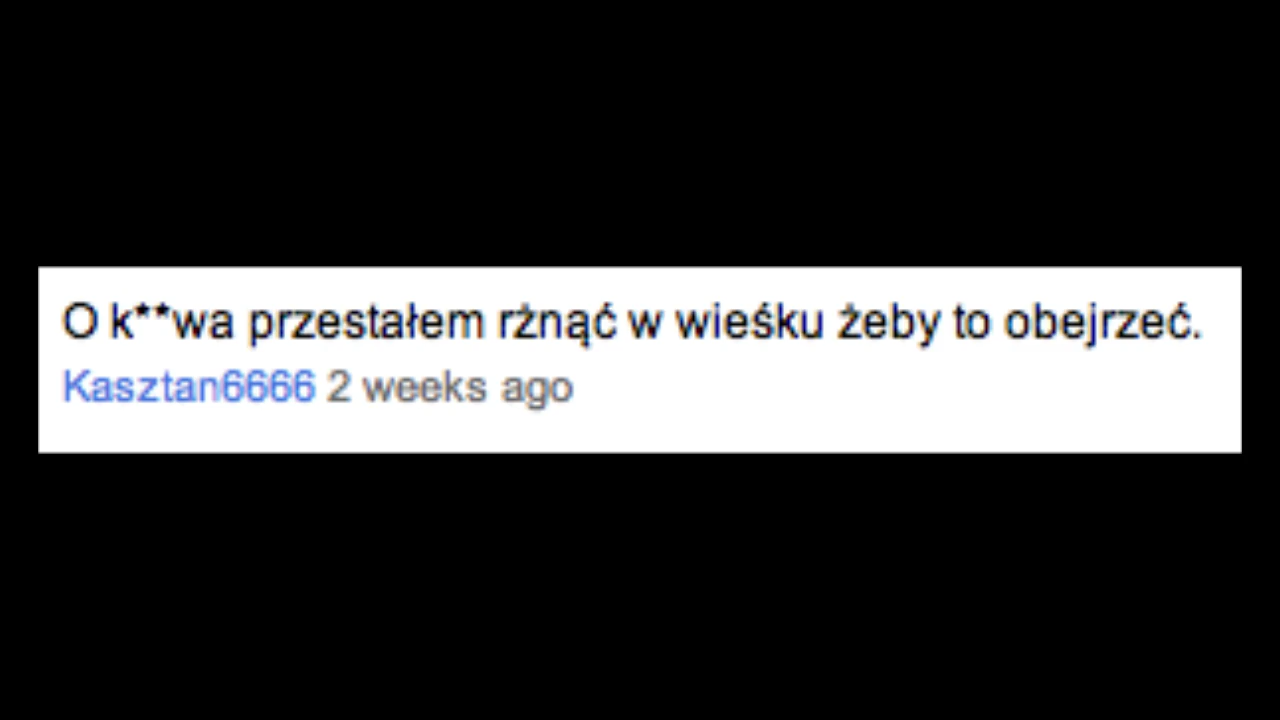 O k**wa przestałem rżnąć w wieśku żeby to obejrzeć.
Kasztan6666 2 weeks ago